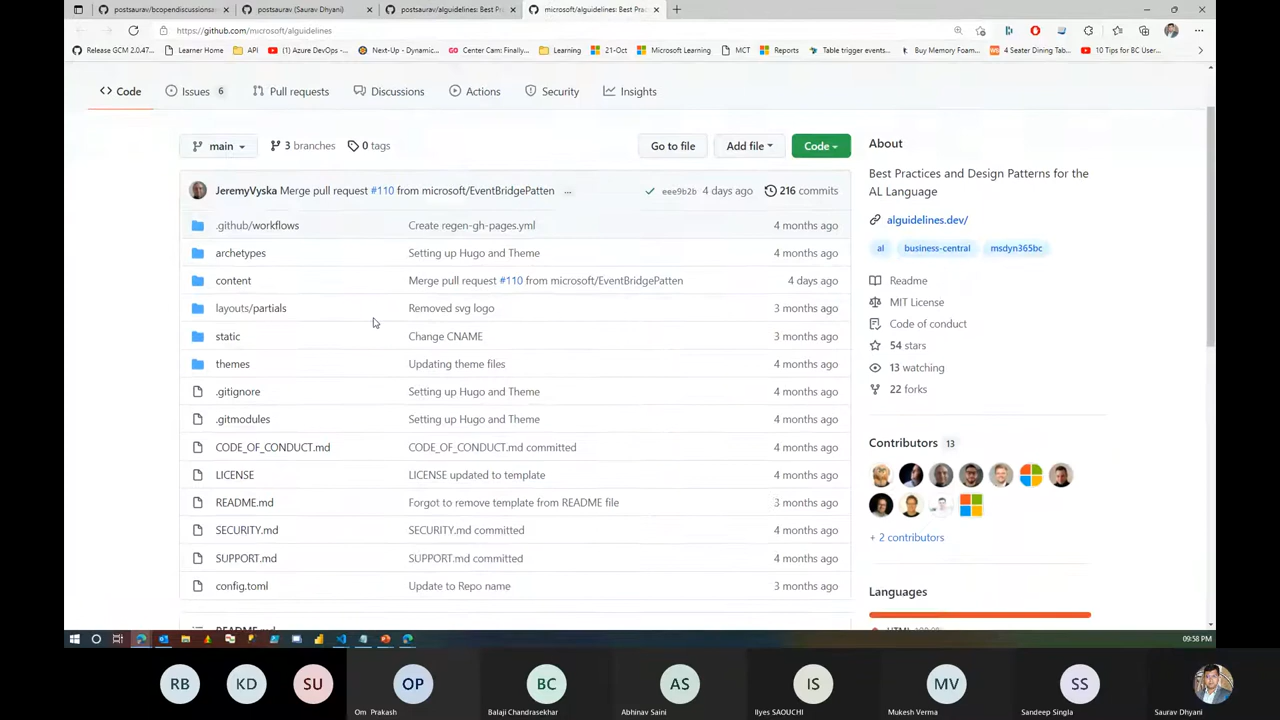 postsaurav/bcopendiscussions
postsaurav (Saurav Dhyani)
postsaurav/alguidelines: Best P
microsoft/alguidelines: Best Prac
https://github.com/microsoft/alguidelines
Release GCM 2.0.47...
Learner Home
API
(1) Azure DevOps -...
Next-Up - Dynamic...
Center Cam: Finally...
Learning
21-Oct
Microsoft Learning
MCT
Reports
Table trigger events...
Buy Memory Foam...
4 Seater Dining Tab...
10 Tips for BC User...
Code
Issues 6
Pull requests
Discussions
Actions
Security
Insights
main
3 branches
0 tags
Go to file
Add file
Code
About
JeremyVyska Merge pull request #110 from microsoft/EventBridgePatten ... eee9b2b 4 days ago 216 commits
Best Practices and Design Patterns for the
AL Language
alguidelines.dev/
al business-central msdyn365bc
.github/workflows Create regen-gh-pages.yml 4 months ago
archetypes Setting up Hugo and Theme 4 months ago
content Merge pull request #110 from microsoft/EventBridgePatten 4 days ago
layouts/partials Removed svg logo 3 months ago
static Change CNAME 3 months ago
themes Updating theme files 4 months ago
.gitignore Setting up Hugo and Theme 4 months ago
.gitmodules Setting up Hugo and Theme 4 months ago
CODE_OF_CONDUCT.md CODE_OF_CONDUCT.md committed 4 months ago
LICENSE LICENSE updated to template 4 months ago
README.md Forgot to remove template from README file 3 months ago
SECURITY.md SECURITY.md committed 4 months ago
SUPPORT.md SUPPORT.md committed 4 months ago
config.toml Update to Repo name 3 months ago
README.md
Readme
MIT License
Code of conduct
54 stars
13 watching
22 forks
Contributors 13
+ 2 contributors
Languages
09:58 PM
RB
KD
SU
OP
BC
AS
IS
MV
SS
Om Prakash
Balaji Chandrasekhar
Abhinav Saini
Ilyes SAOUCHI
Mukesh Verma
Sandeep Singla
Saurav Dhyani